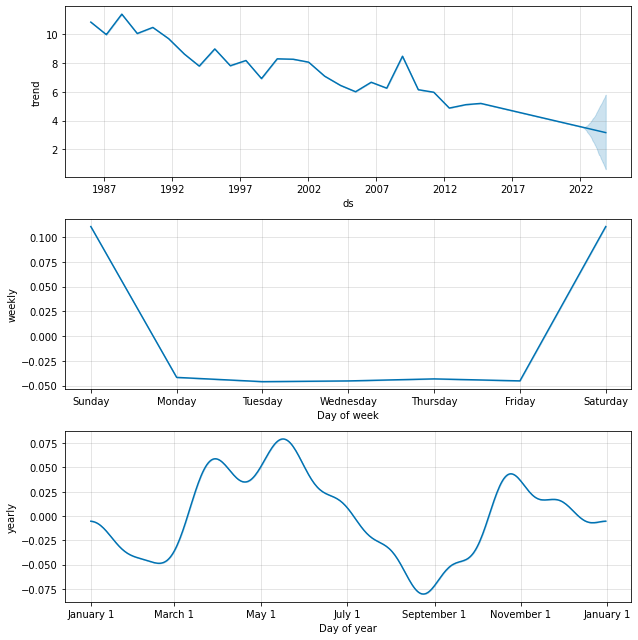 10
8
6
4
2
trend
1987 1992 1997 2002 2007 2012 2017 2022
ds
0.100
0.075
0.050
0.025
0.000
−0.025
−0.050
weekly
Sunday Monday Tuesday Wednesday Thursday Friday Saturday
Day of week
0.075
0.050
0.025
0.000
−0.025
−0.050
−0.075
yearly
January 1 March 1 May 1 July 1 September 1 November 1 January 1
Day of year